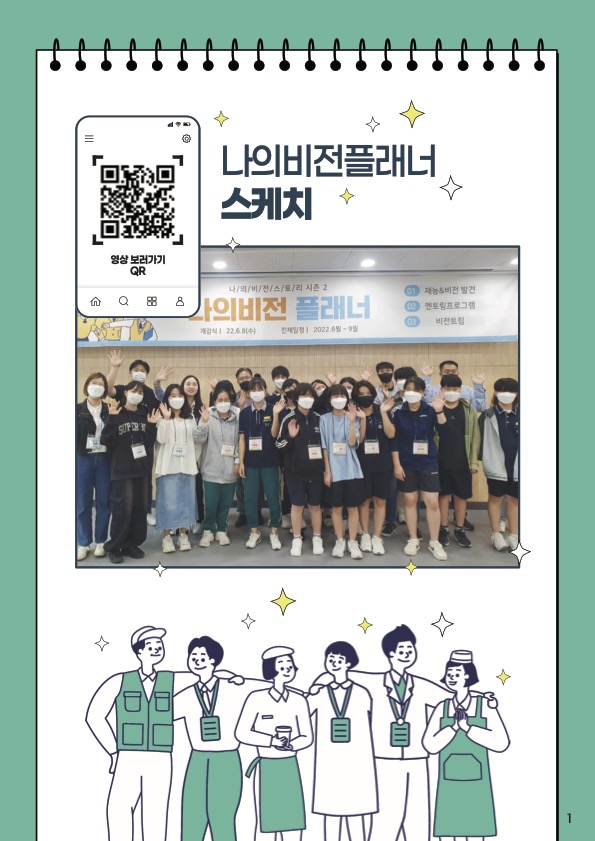 나의비전플래너
스케치
영상 보러가기
QR
나/의/비/전/스/토/리 시즌 2
나의비전 플래너
개강식 | 22.6.8(수) 전체일정 | 2022.6월 ~ 9월
01 재능&비전 발견
02 멘토링프로그램
03 비전트립
SUPER
1